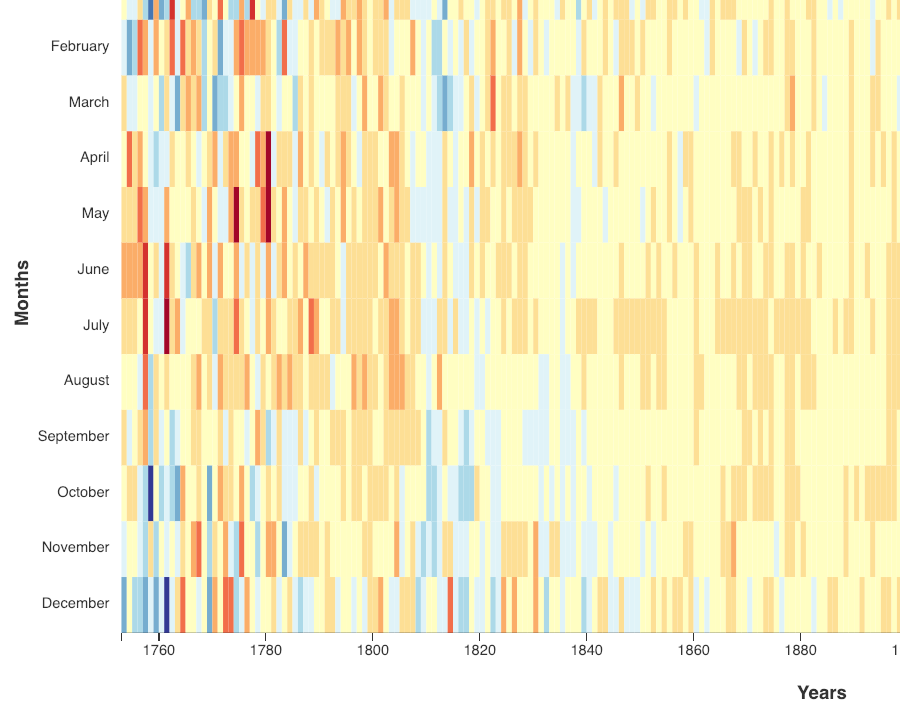 February
March
April
May
June
July
August
September
October
November
December
Months
1760
1780
1800
1820
1840
1860
1880
1
Years